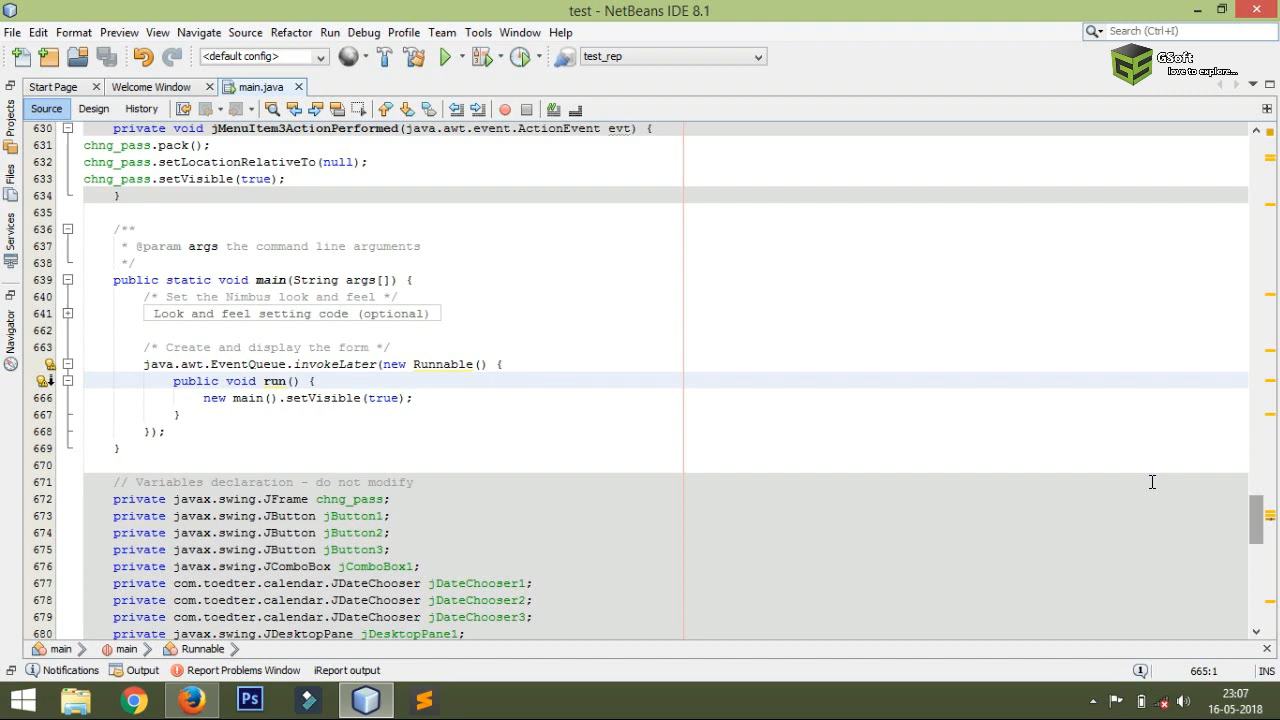 test - NetBeans IDE 8.1
File Edit Format Preview View Navigate Source Refactor Run Debug Profile Team Tools Window Help
Search (Ctrl+I)
<default config>
test_rep
GSoft
love to explore...
Start Page
Welcome Window
main.java
Source Design History
Projects
Files
Services
Navigator
630 private void jMenuItem3ActionPerformed(java.awt.event.ActionEvent evt) {
631 chng_pass.pack();
632 chng_pass.setLocationRelativeTo(null);
633 chng_pass.setVisible(true);
634 }
635
636 /**
637 * @param args the command line arguments
638 */
639 public static void main(String args[]) {
640 /* Set the Nimbus look and feel */
641 Look and feel setting code (optional)
662
663 /* Create and display the form */
java.awt.EventQueue.invokeLater(new Runnable() {
public void run() {
666 new main().setVisible(true);
667 }
668 });
669 }
670
671 // Variables declaration - do not modify
672 private javax.swing.JFrame chng_pass;
673 private javax.swing.JButton jButton1;
674 private javax.swing.JButton jButton2;
675 private javax.swing.JButton jButton3;
676 private javax.swing.JComboBox jComboBox1;
677 private com.toedter.calendar.JDateChooser jDateChooser1;
678 private com.toedter.calendar.JDateChooser jDateChooser2;
679 private com.toedter.calendar.JDateChooser jDateChooser3;
680 private javax.swing.JDesktopPane jDesktopPane1;
main main Runnable
Notifications Output Report Problems Window iReport output
665:1 INS
Ps
23:07
16-05-2018